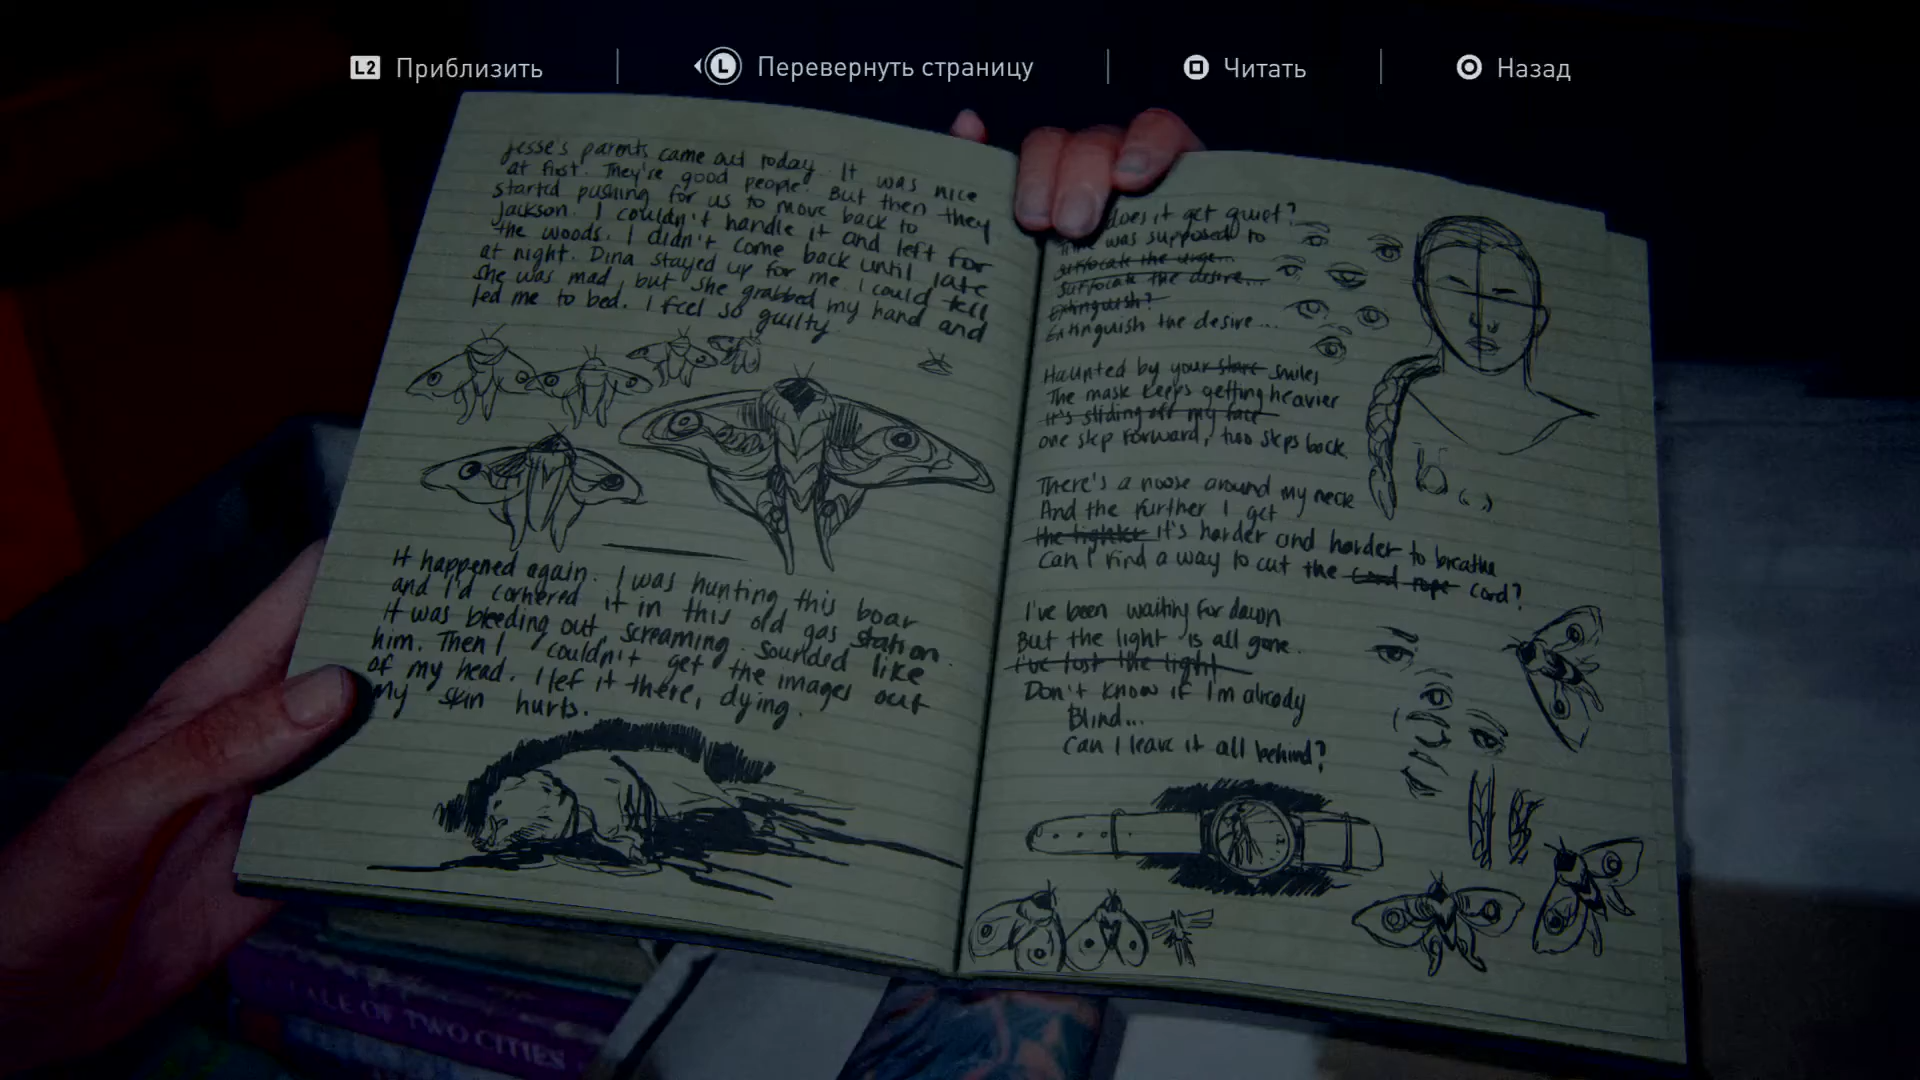 L2 Приблизить
L Перевернуть страницу
Читать
Назад
Jesse's parents came out today. It was nice
at first. They're good people. But then they
started pushing for us to move back to
Jackson. I couldn't handle it and left for
the woods. I didn't come back until late
at night. Dina stayed up for me. I could tell
she was mad, but she grabbed my hand and
led me to bed. I feel so guilty
It happened again. I was hunting this boar
and I'd cornered it in this old gas station.
It was bleeding out, screaming. Sounded like
him. Then I couldn't get the images out
of my head. I lef it there, dying.
My skin hurts.
does it get quiet?
was supposed to
suffocate the urge...
suffocate the desire...
extinguish?
Extinguish the desire...
Haunted by your stare smiles
The mask keeps getting heavier
it's sliding off my face
one step forward, two steps back
There's a noose around my neck
And the further I get
the tighter it's harder and harder to breathe
Can I find a way to cut the cord rope cord?
I've been waiting for dawn
But the light is all gone.
I've lost the light
Don't know if I'm already
Blind...
Can I leave it all behind?
TALE OF TWO CITIES